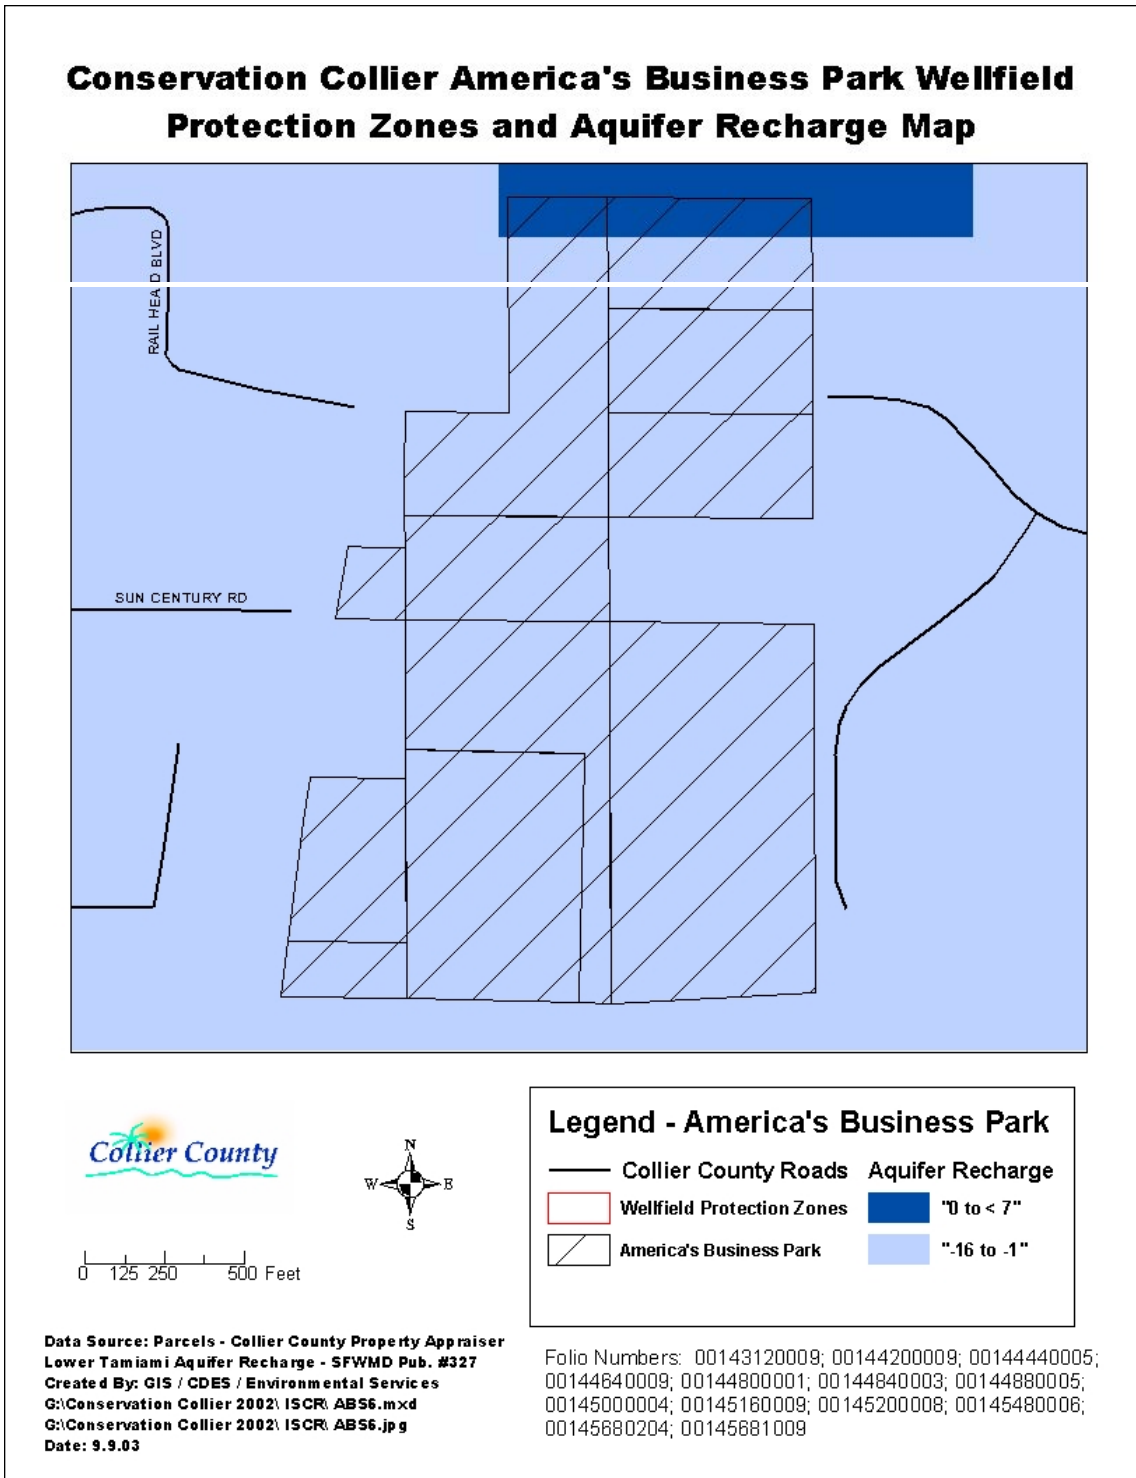 Conservation Collier America's Business Park Wellfield
Protection Zones and Aquifer Recharge Map
RAIL HEAD BLVD
SUN CENTURY RD
Collier County
N
W E
S
0 125 250 500 Feet
Legend - America's Business Park
Collier County Roads Aquifer Recharge
Wellfield Protection Zones "0 to < 7"
America's Business Park "-16 to -1"
Data Source: Parcels - Collier County Property Appraiser
Lower Tamiami Aquifer Recharge - SFWMD Pub. #327
Created By: GIS / CDES / Environmental Services
G:\Conservation Collier 2002\ ISCR\ ABS6.mxd
G:\Conservation Collier 2002\ ISCR\ ABS6.jpg
Date: 9.9.03
Folio Numbers: 00143120009; 00144200009; 00144440005;
00144640009; 00144800001; 00144840003; 00144880005;
00145000004; 00145160009; 00145200008; 00145480006;
00145680204; 00145681009